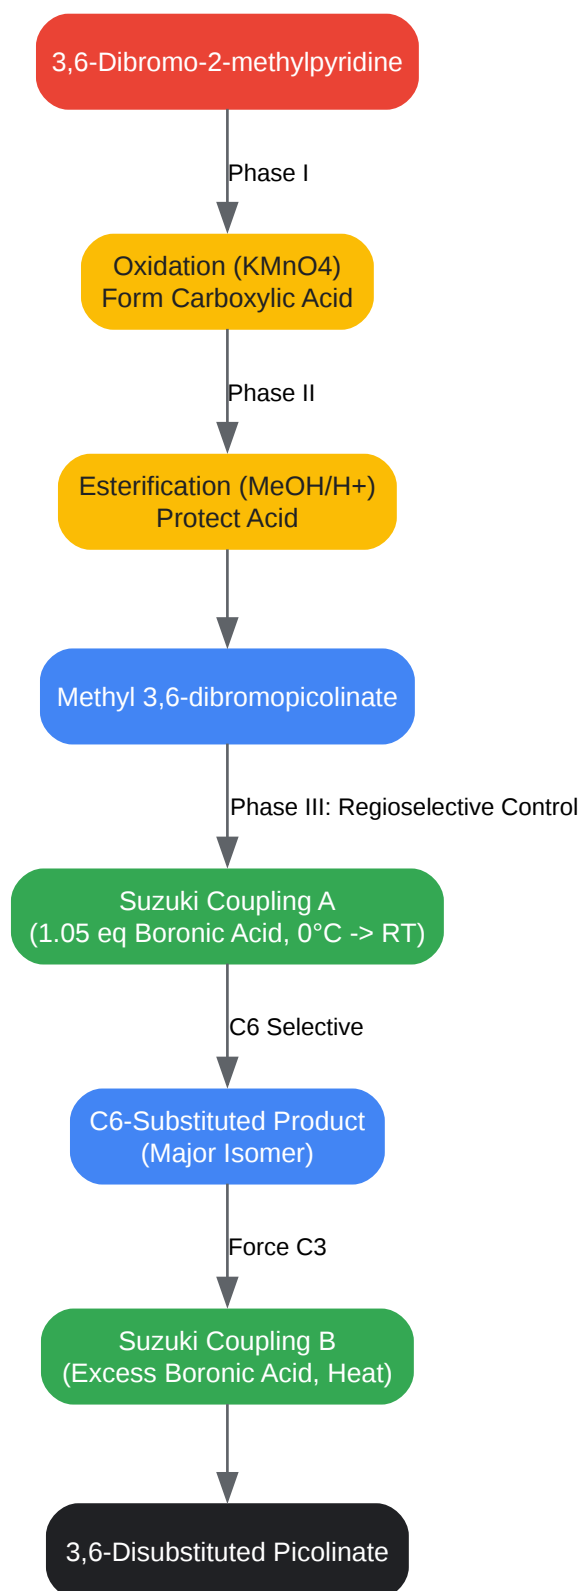 3,6-Dibromo-2-methylpyridine
Phase I
Oxidation (KMnO4)
Form Carboxylic Acid
Phase II
Esterification (MeOH/H+)
Protect Acid
Methyl 3,6-dibromopicolinate
Phase III: Regioselective Control
Suzuki Coupling A
(1.05 eq Boronic Acid, 0°C -> RT)
C6 Selective
C6-Substituted Product
(Major Isomer)
Force C3
Suzuki Coupling B
(Excess Boronic Acid, Heat)
3,6-Disubstituted Picolinate